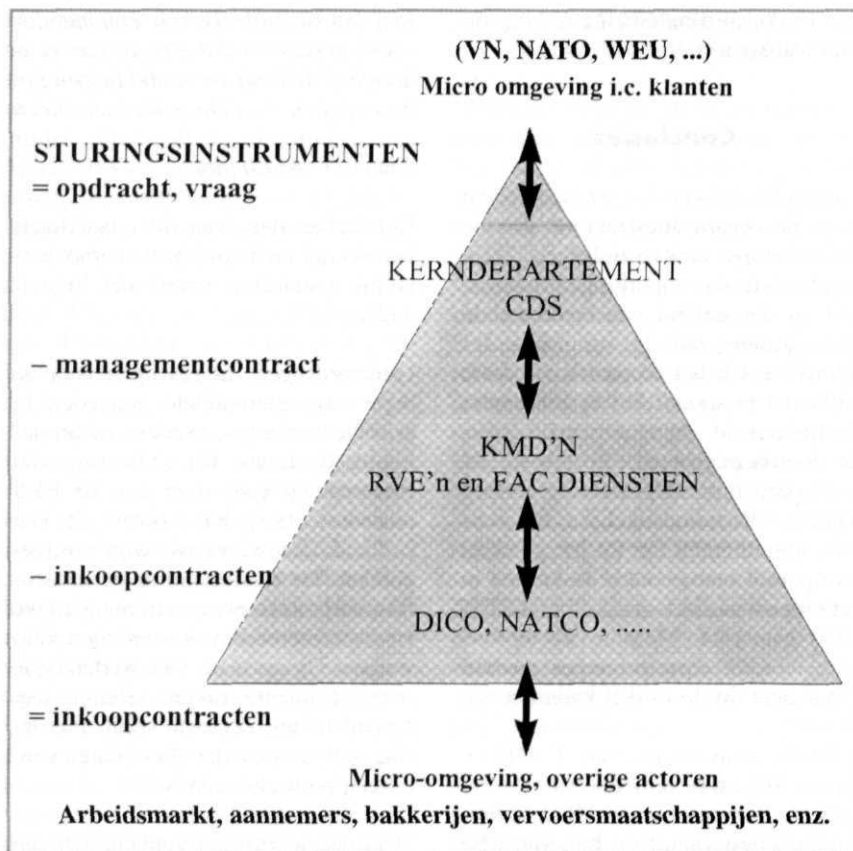 (VN, NATO, WEU, ...)
Micro omgeving i.c. klanten
STURINGSINSTRUMENTEN
= opdracht, vraag
KERNDEPARTEMENT
CDS
– managementcontract
KMD'N
RVE'n en FAC DIENSTEN
– inkoopcontracten
DICO, NATCO, .....
= inkoopcontracten
Micro-omgeving, overige actoren
Arbeidsmarkt, aannemers, bakkerijen, vervoersmaatschappijen, enz.